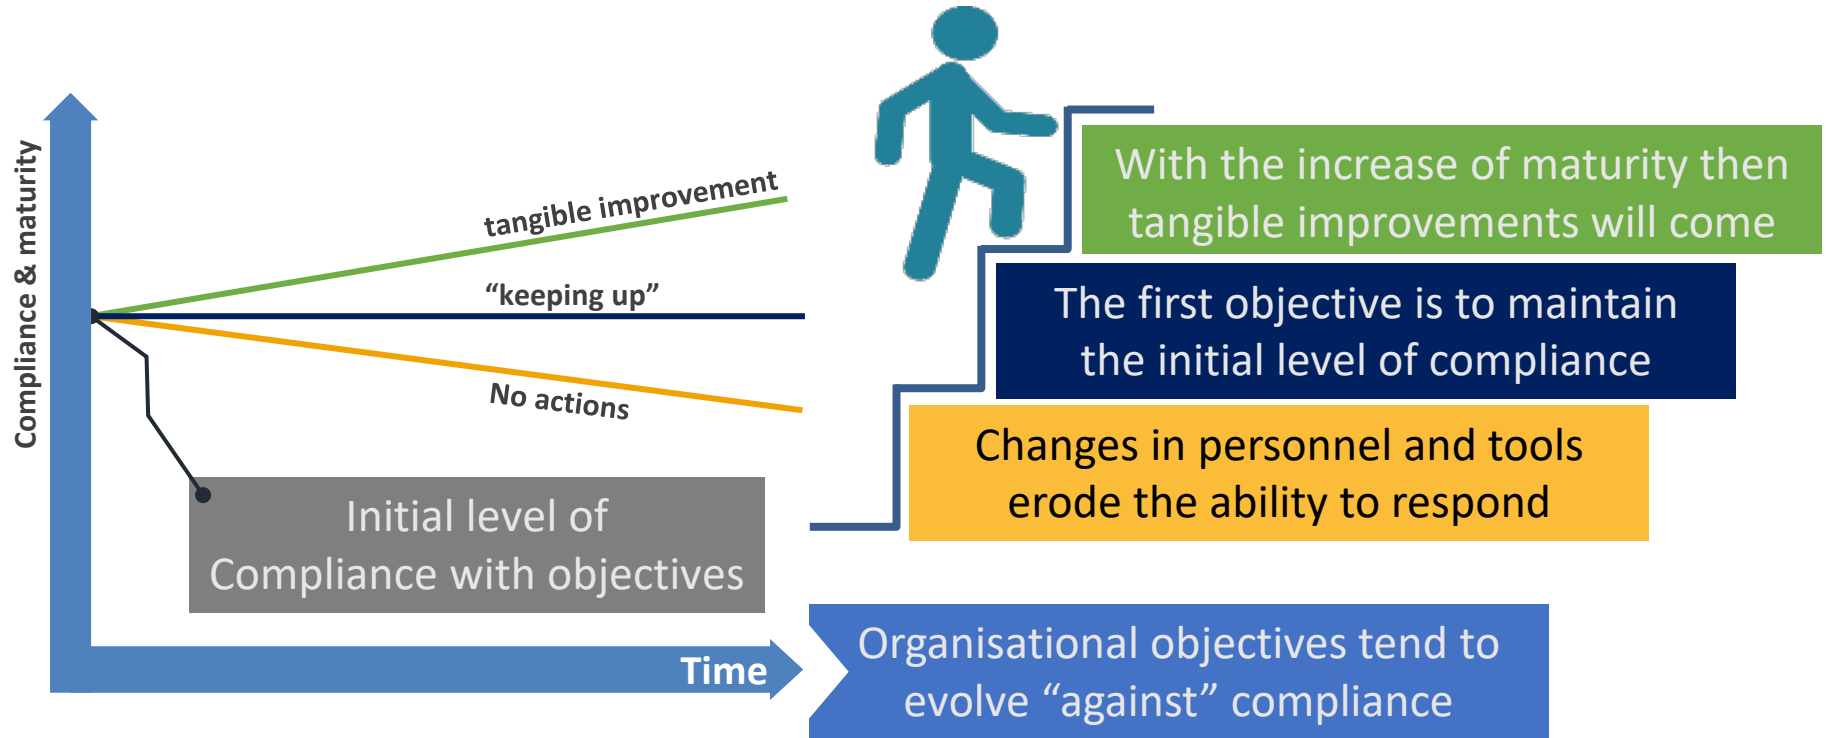 Compliance & maturity
tangible improvement
“keeping up”
No actions
Initial level of
Compliance with objectives
Time
With the increase of maturity then
tangible improvements will come
The first objective is to maintain
the initial level of compliance
Changes in personnel and tools
erode the ability to respond
Organisational objectives tend to
evolve “against” compliance